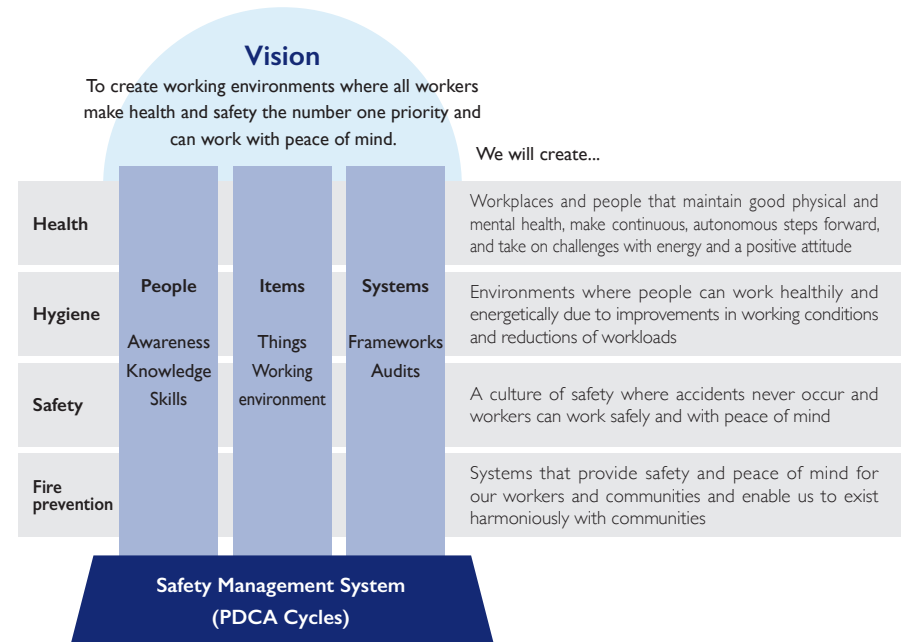 Vision
To create working environments where all workers
make health and safety the number one priority and
can work with peace of mind.
We will create...
Health
Workplaces and people that maintain good physical and
mental health, make continuous, autonomous steps forward,
and take on challenges with energy and a positive attitude
People
Awareness
Knowledge
Skills
Items
Things
Working
environment
Systems
Frameworks
Audits
Hygiene
Environments where people can work healthily and
energetically due to improvements in working conditions
and reductions of workloads
Safety
A culture of safety where accidents never occur and
workers can work safely and with peace of mind
Fire
prevention
Systems that provide safety and peace of mind for
our workers and communities and enable us to exist
harmoniously with communities
Safety Management System
(PDCA Cycles)